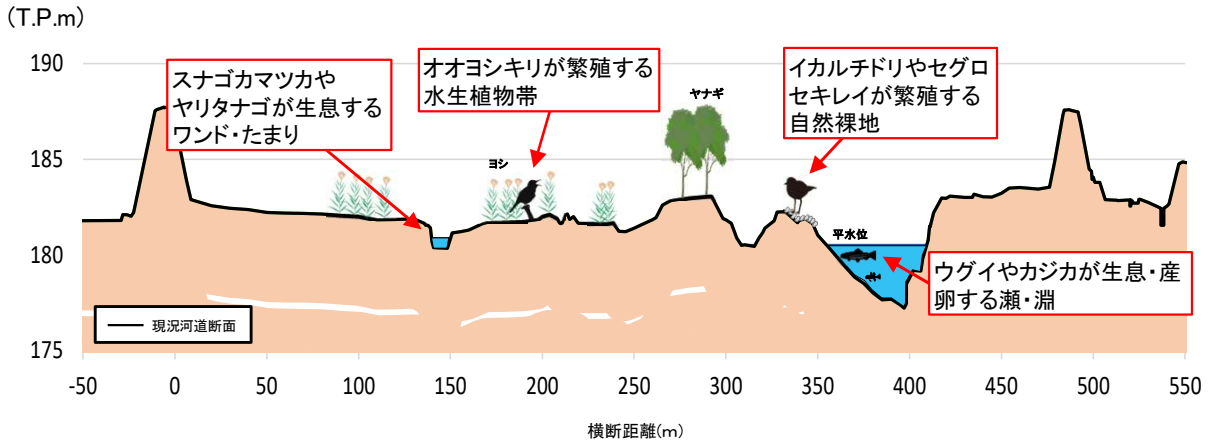 (T.P.m)
190
185
180
175
スナゴカマツカや
ヤリタナゴが生息する
ワンド・たまり
オオヨシキリが繁殖する
水生植物帯
イカルチドリやセグロ
セキレイが繁殖する
自然裸地
ヤナギ
ヨシ
平水位
ウグイやカジカが生息・産
卵する瀬・淵
現況河道断面
-50 0 50 100 150 200 250 300 350 400 450 500 550
横断距離(m)